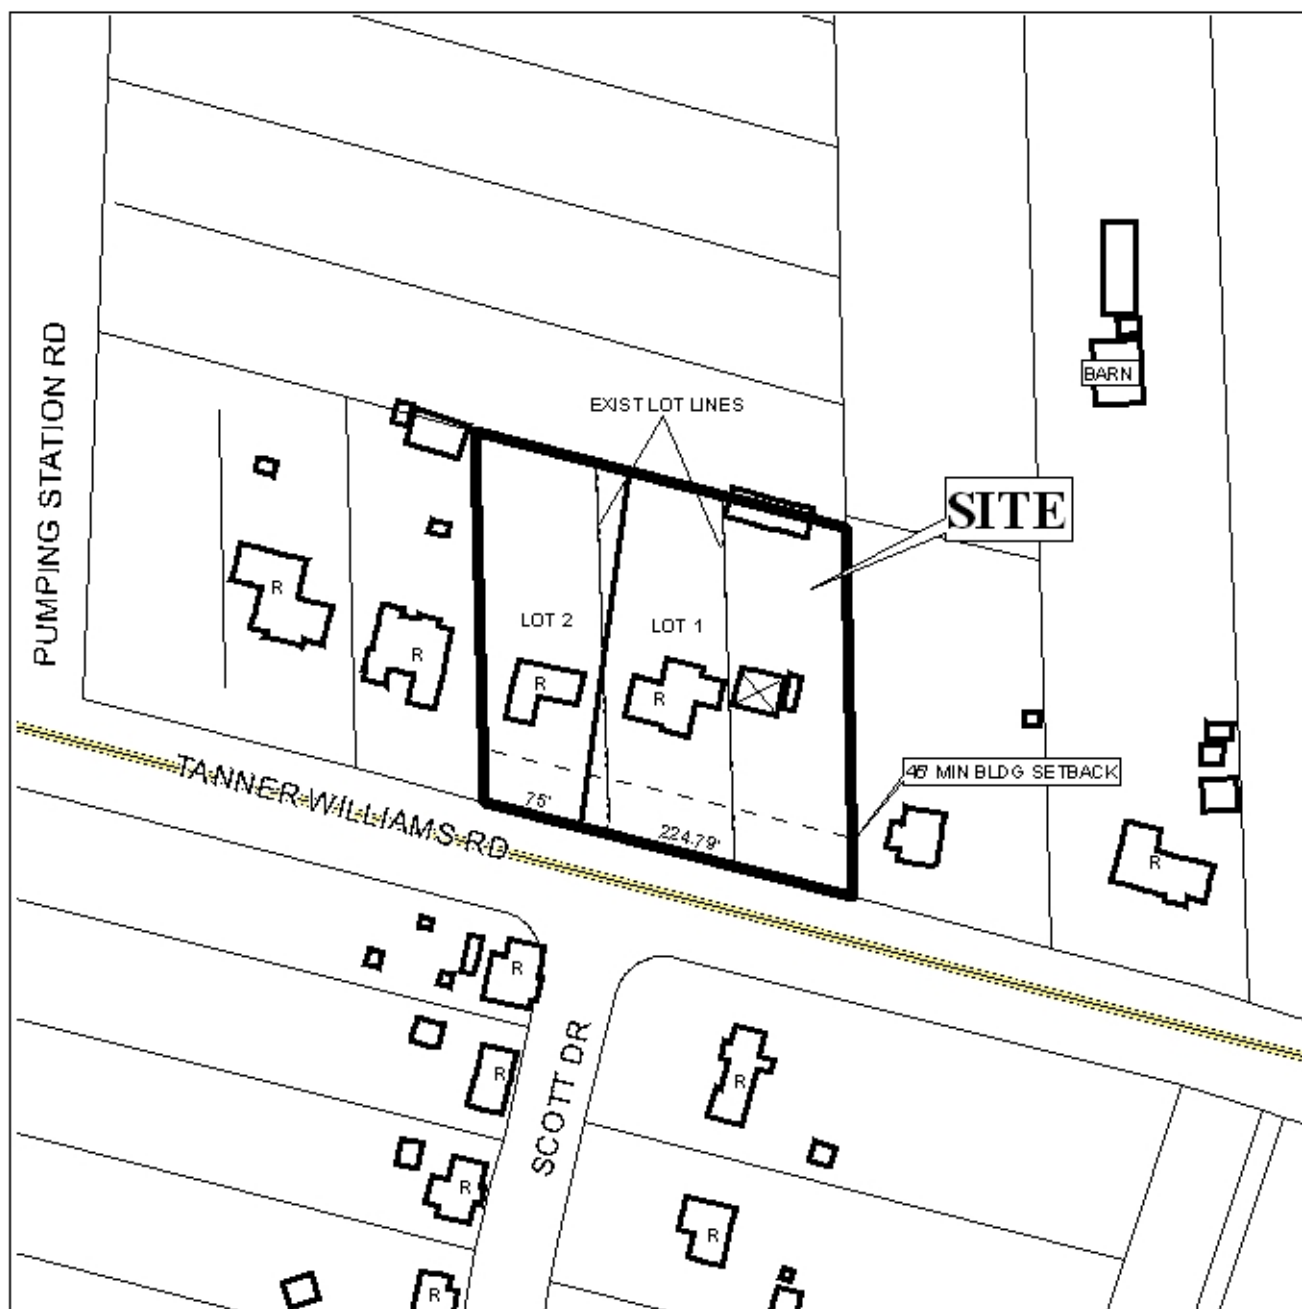 EXIST LOT LINES
BARN
SITE
PUMPING STATION RD
R
R
LOT 2
LOT 1
R
R
75'
224.79'
TANNER WILLIAMS RD
MIN BLDG SETBACK
R
R
R
SCOTT DR
R
R
R
R